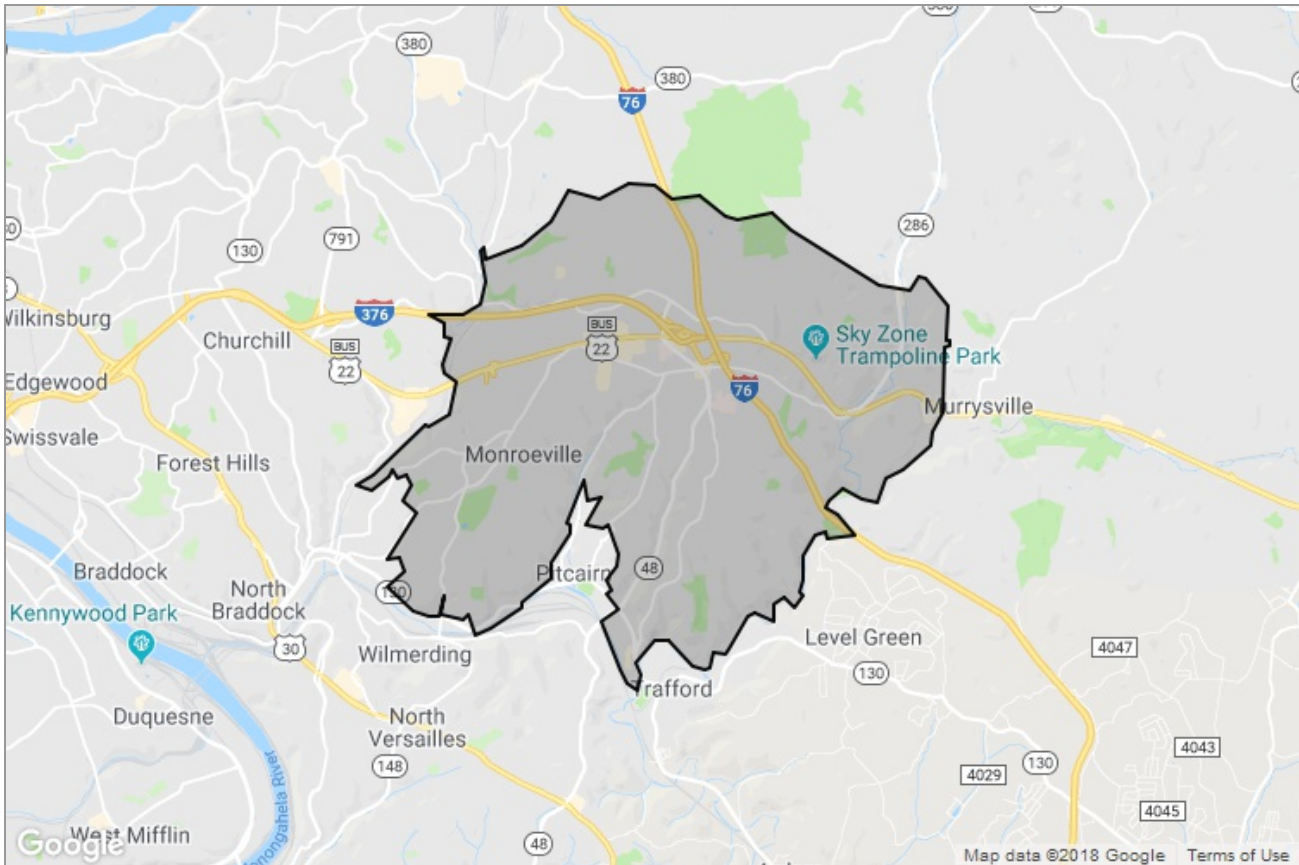 380
380
76
286
791
130
376
Wilkinsburg
Churchill
BUS
22
BUS
22
Sky Zone
Trampoline Park
Edgewood
76
Murrysville
Swissvale
Forest Hills
Monroeville
Braddock
North
Braddock
Kennywood Park
130
Pitcairn
48
30
Wilmerding
Level Green
4047
130
Trafford
Duquesne
North
Versailles
148
4043
130
4029
4045
Monongahela River
West Mifflin
48
Google
Map data ©2018 Google
Terms of Use